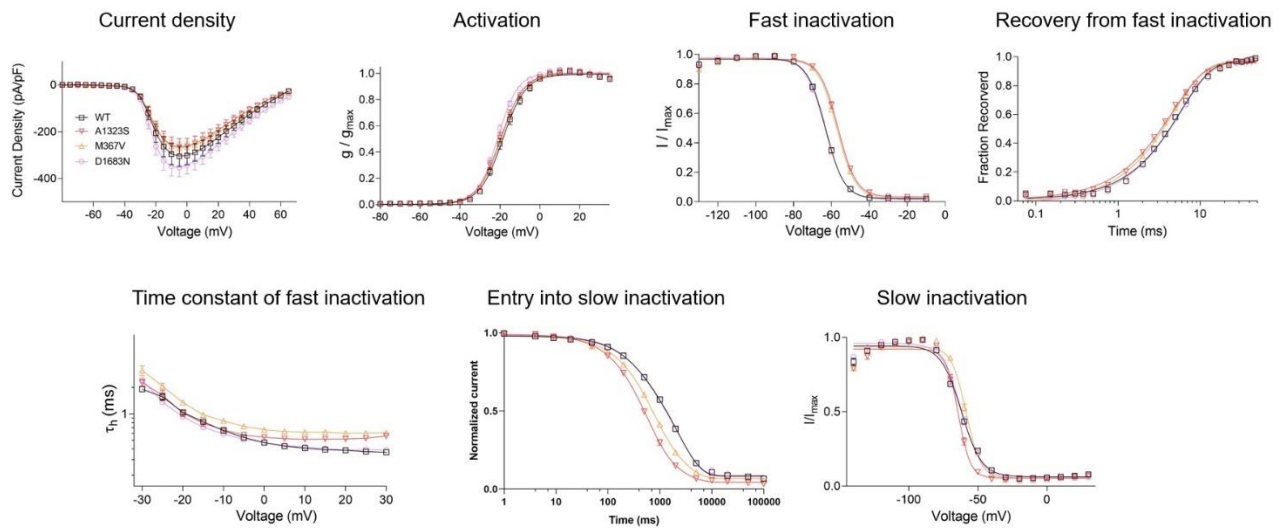 Current density
Activation
Fast inactivation
Recovery from fast inactivation
Current Density (pA/pF)
0
-200
-400
WT
A1323S
M367V
D1683N
-60 -40 -20 0 20 40 60
Voltage (mV)
g / gmax
1.0
0.8
0.6
0.4
0.2
0.0
-80 -60 -40 -20 0 20
Voltage (mV)
I / Imax
1.0
0.8
0.6
0.4
0.2
0.0
-120 -100 -80 -60 -40 -20 0
Voltage (mV)
Fraction Recoverd
1.0
0.8
0.6
0.4
0.2
0.0
0.1 1 10
Time (ms)
Time constant of fast inactivation
Entry into slow inactivation
Slow inactivation
τh (ms)
1
-30 -20 -10 0 10 20 30
Voltage (mV)
Normalized current
1.0
0.5
0.0
1 10 100 1000 10000 100000
Time (ms)
I/Imax
1.0
0.5
0.0
-100 -50 0
Voltage (mV)